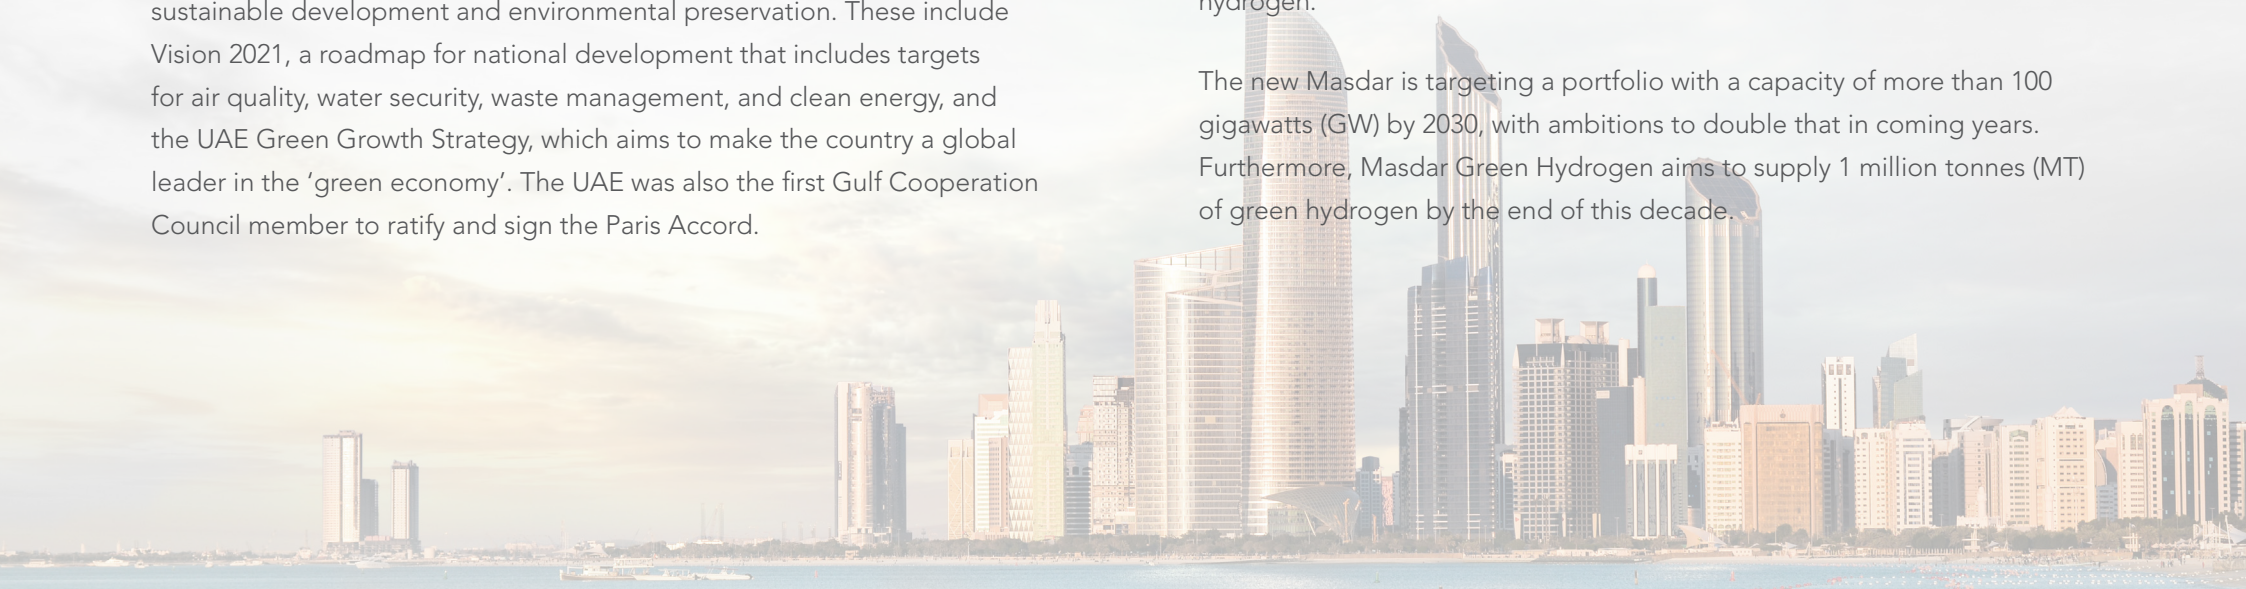 sustainable development and environmental preservation. These include
Vision 2021, a roadmap for national development that includes targets
for air quality, water security, waste management, and clean energy, and
the UAE Green Growth Strategy, which aims to make the country a global
leader in the ‘green economy’. The UAE was also the first Gulf Cooperation
Council member to ratify and sign the Paris Accord.
hydrogen.
The new Masdar is targeting a portfolio with a capacity of more than 100
gigawatts (GW) by 2030, with ambitions to double that in coming years.
Furthermore, Masdar Green Hydrogen aims to supply 1 million tonnes (MT)
of green hydrogen by the end of this decade.